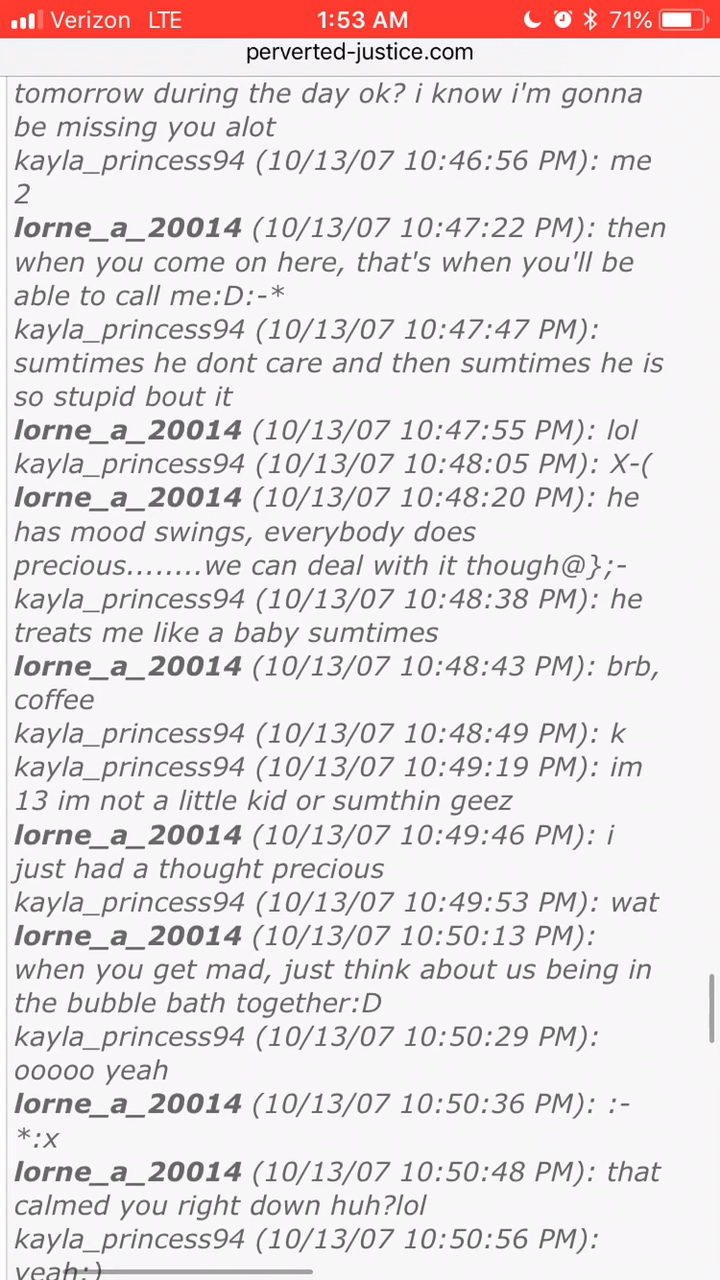 Verizon LTE 1:53 AM 71%
perverted-justice.com
tomorrow during the day ok? i know i'm gonna
be missing you alot
kayla_princess94 (10/13/07 10:46:56 PM): me
2
lorne_a_20014 (10/13/07 10:47:22 PM): then
when you come on here, that's when you'll be
able to call me:D:-*
kayla_princess94 (10/13/07 10:47:47 PM):
sumtimes he dont care and then sumtimes he is
so stupid bout it
lorne_a_20014 (10/13/07 10:47:55 PM): lol
kayla_princess94 (10/13/07 10:48:05 PM): X-(
lorne_a_20014 (10/13/07 10:48:20 PM): he
has mood swings, everybody does
precious........we can deal with it though@};-
kayla_princess94 (10/13/07 10:48:38 PM): he
treats me like a baby sumtimes
lorne_a_20014 (10/13/07 10:48:43 PM): brb,
coffee
kayla_princess94 (10/13/07 10:48:49 PM): k
kayla_princess94 (10/13/07 10:49:19 PM): im
13 im not a little kid or sumthin geez
lorne_a_20014 (10/13/07 10:49:46 PM): i
just had a thought precious
kayla_princess94 (10/13/07 10:49:53 PM): wat
lorne_a_20014 (10/13/07 10:50:13 PM):
when you get mad, just think about us being in
the bubble bath together:D
kayla_princess94 (10/13/07 10:50:29 PM):
ooooo yeah
lorne_a_20014 (10/13/07 10:50:36 PM): :-
*:x
lorne_a_20014 (10/13/07 10:50:48 PM): that
calmed you right down huh?lol
kayla_princess94 (10/13/07 10:50:56 PM):
yeah:)